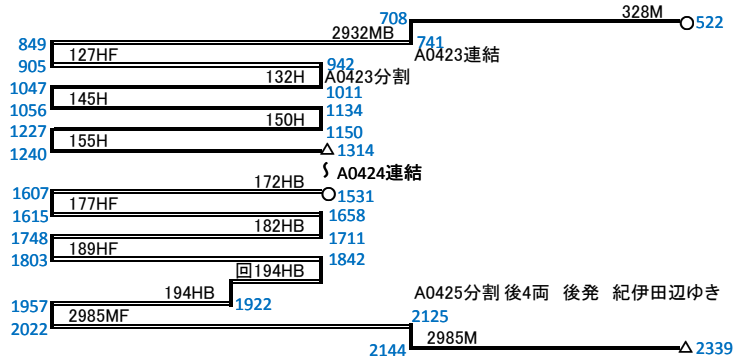 708 328M 522
849 2932MB 741
127HF A0423連結
905 942
132H A0423分割
1047 1011
145H
1056 1134
150H
1227 1150
155H
1240 1314
A0424連結
172HB
1607 1531
177HF
1615 1658
182HB
1748 1711
189HF
1803 1842
回194HB
194HB A0425分割 後4両 後発 紀伊田辺ゆき
1957 1922
2985MF 2125
2022
2985M
2144 2339